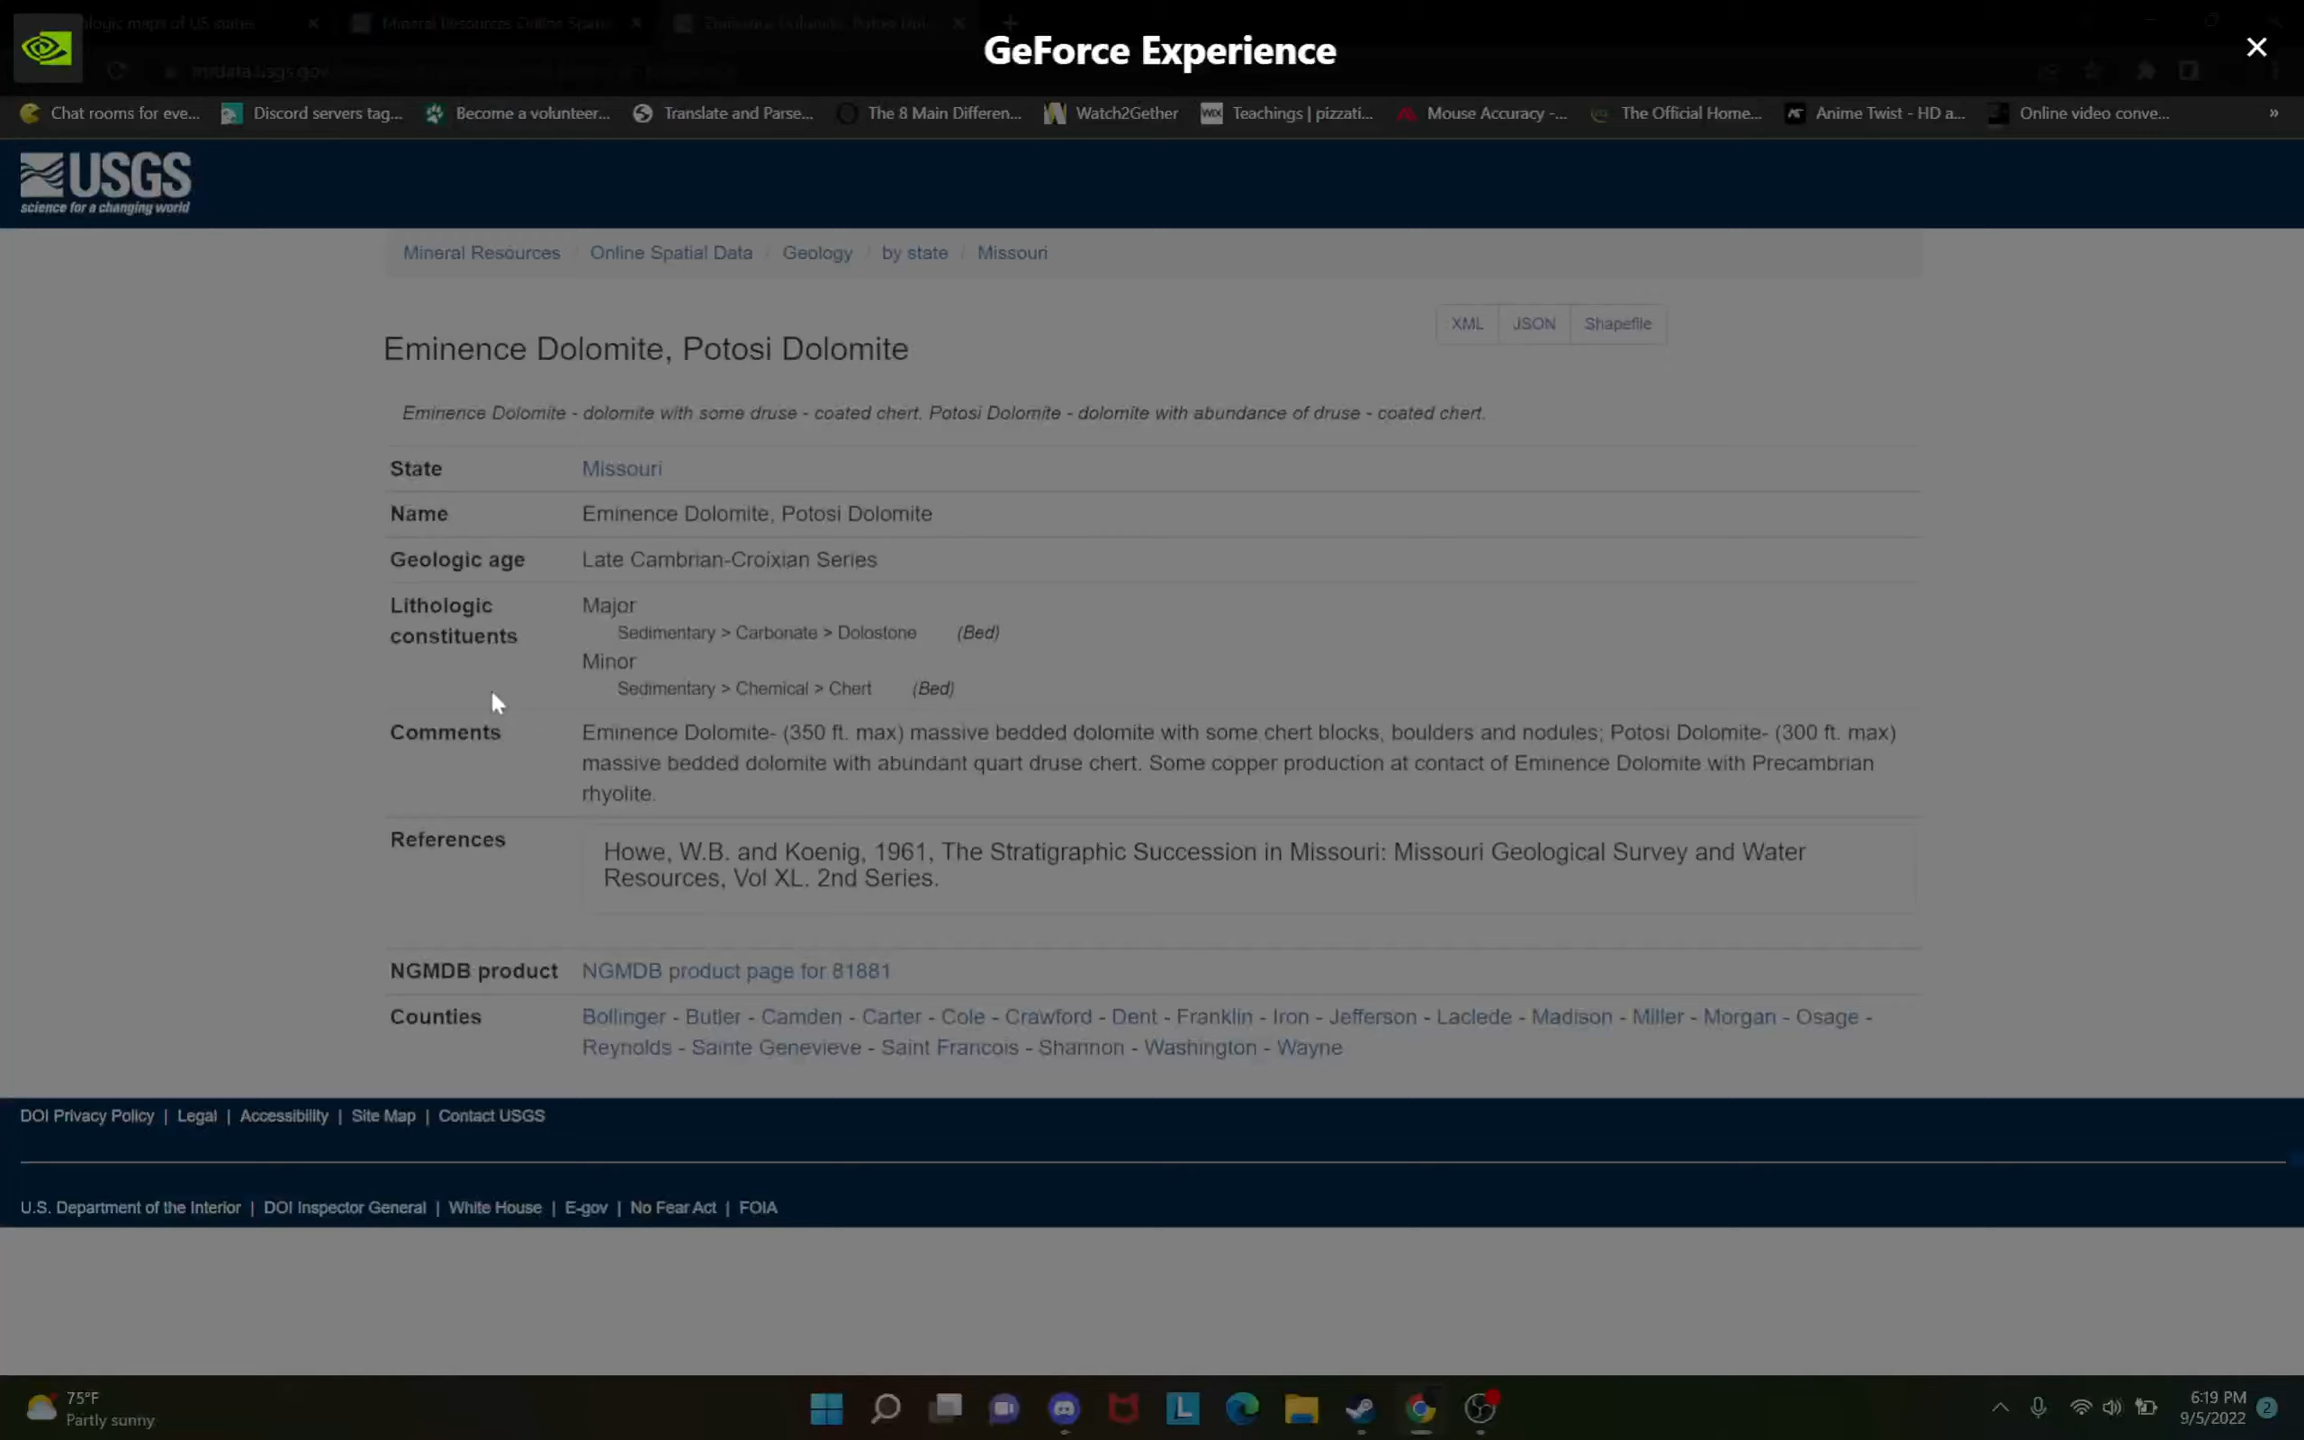 GeForce Experience
Chat rooms for eve...
Discord servers tag...
Become a volunteer...
Translate and Parse...
The 8 Main Differen...
Watch2Gether
Teachings | pizzati...
Mouse Accuracy -...
The Official Home...
Anime Twist - HD a...
Online video conve...
»
USGS
science for a changing world
Mineral Resources / Online Spatial Data / Geology / by state / Missouri
XML JSON Shapefile
Eminence Dolomite, Potosi Dolomite
Eminence Dolomite - dolomite with some druse - coated chert. Potosi Dolomite - dolomite with abundance of druse - coated chert.
State Missouri
Name Eminence Dolomite, Potosi Dolomite
Geologic age Late Cambrian-Croixian Series
Lithologic constituents
Major
Sedimentary > Carbonate > Dolostone (Bed)
Minor
Sedimentary > Chemical > Chert (Bed)
Comments Eminence Dolomite- (350 ft. max) massive bedded dolomite with some chert blocks, boulders and nodules; Potosi Dolomite- (300 ft. max)
massive bedded dolomite with abundant quart druse chert. Some copper production at contact of Eminence Dolomite with Precambrian
rhyolite.
References
Howe, W.B. and Koenig, 1961, The Stratigraphic Succession in Missouri: Missouri Geological Survey and Water
Resources, Vol XL. 2nd Series.
NGMDB product NGMDB product page for 81881
Counties Bollinger - Butler - Camden - Carter - Cole - Crawford - Dent - Franklin - Iron - Jefferson - Laclede - Madison - Miller - Morgan - Osage -
Reynolds - Sainte Genevieve - Saint Francois - Shannon - Washington - Wayne
DOI Privacy Policy | Legal | Accessibility | Site Map | Contact USGS
U.S. Department of the Interior | DOI Inspector General | White House | E-gov | No Fear Act | FOIA
75°F
Partly sunny
6:19 PM
9/5/2022
2